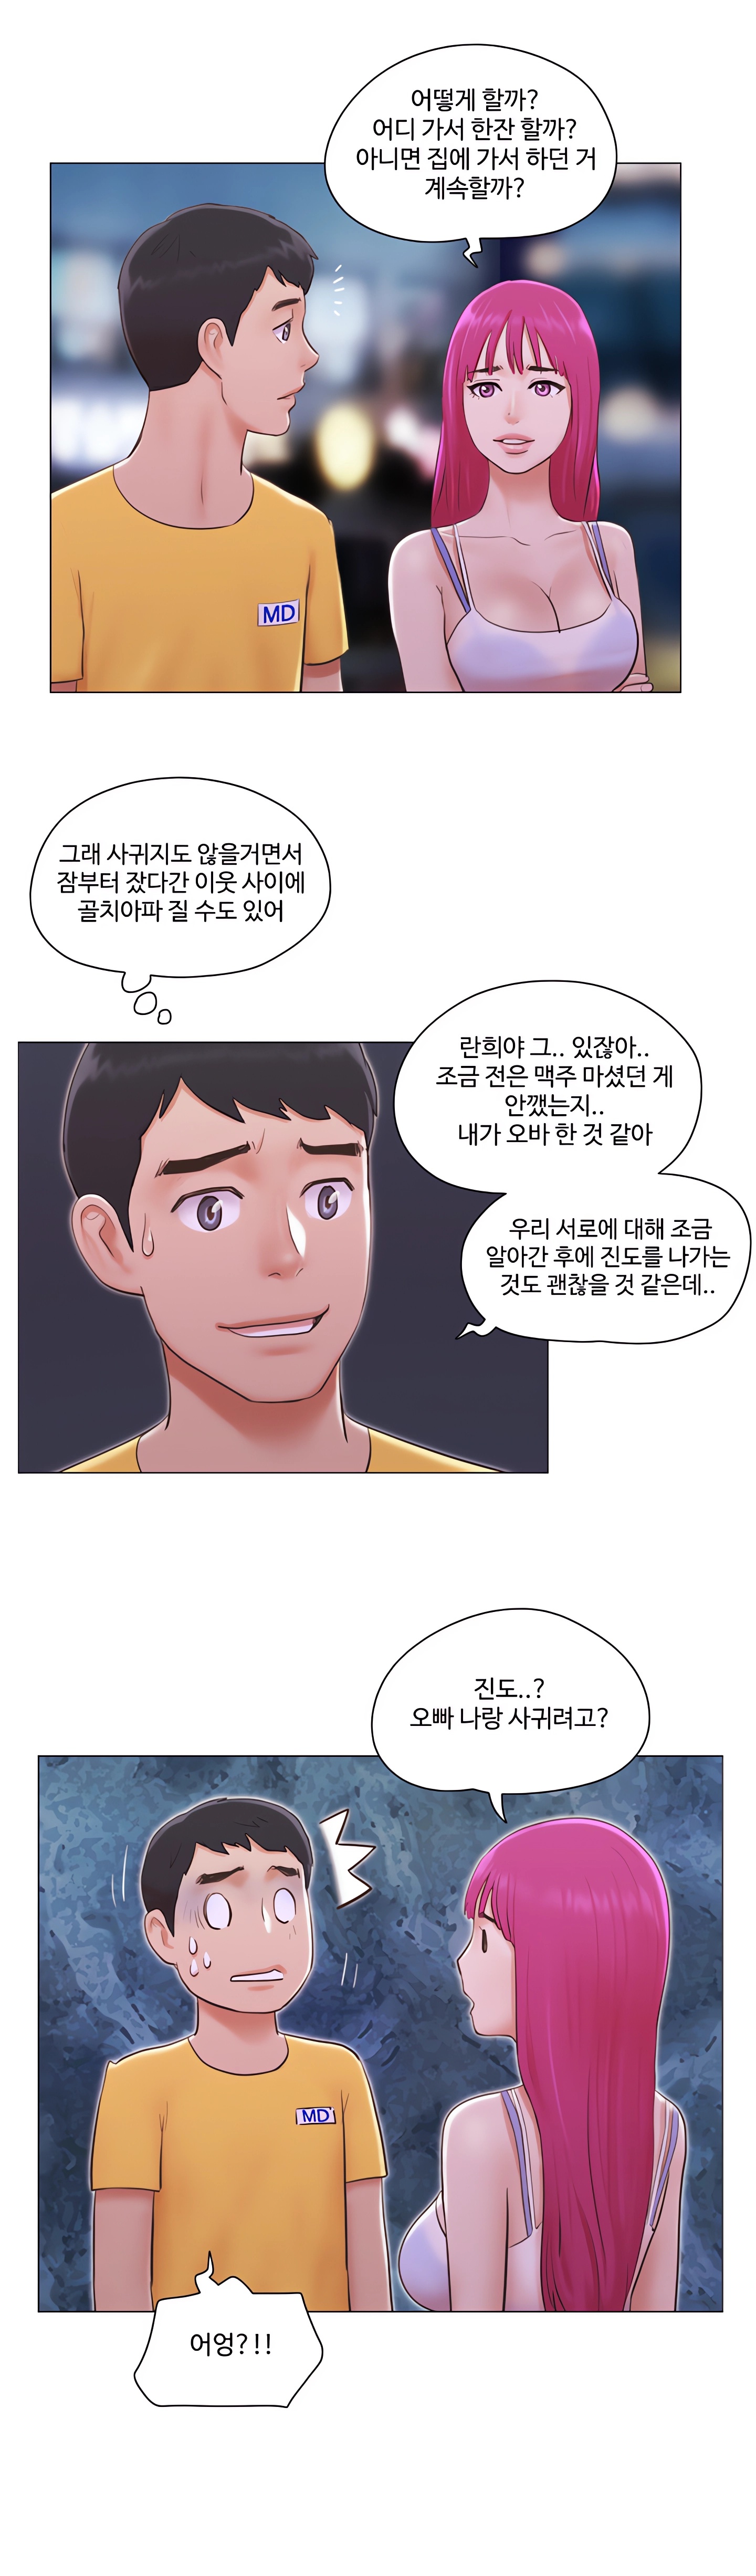 어떻게 할까?
어디 가서 한잔 할까?
아니면 집에 가서 하던 거
계속할까?
MD
그래 사귀지도 않을거면서
잠부터 잤다간 이웃 사이에
골치아파 질 수도 있어
란희야 그.. 있잖아..
조금 전은 맥주 마셨던 게
안깼는지..
내가 오바 한 것 같아
우리 서로에 대해 조금
알아간 후에 진도를 나가는
것도 괜찮을 것 같은데..
진도..?
오빠 나랑 사귀려고?
MD
어엉?!!